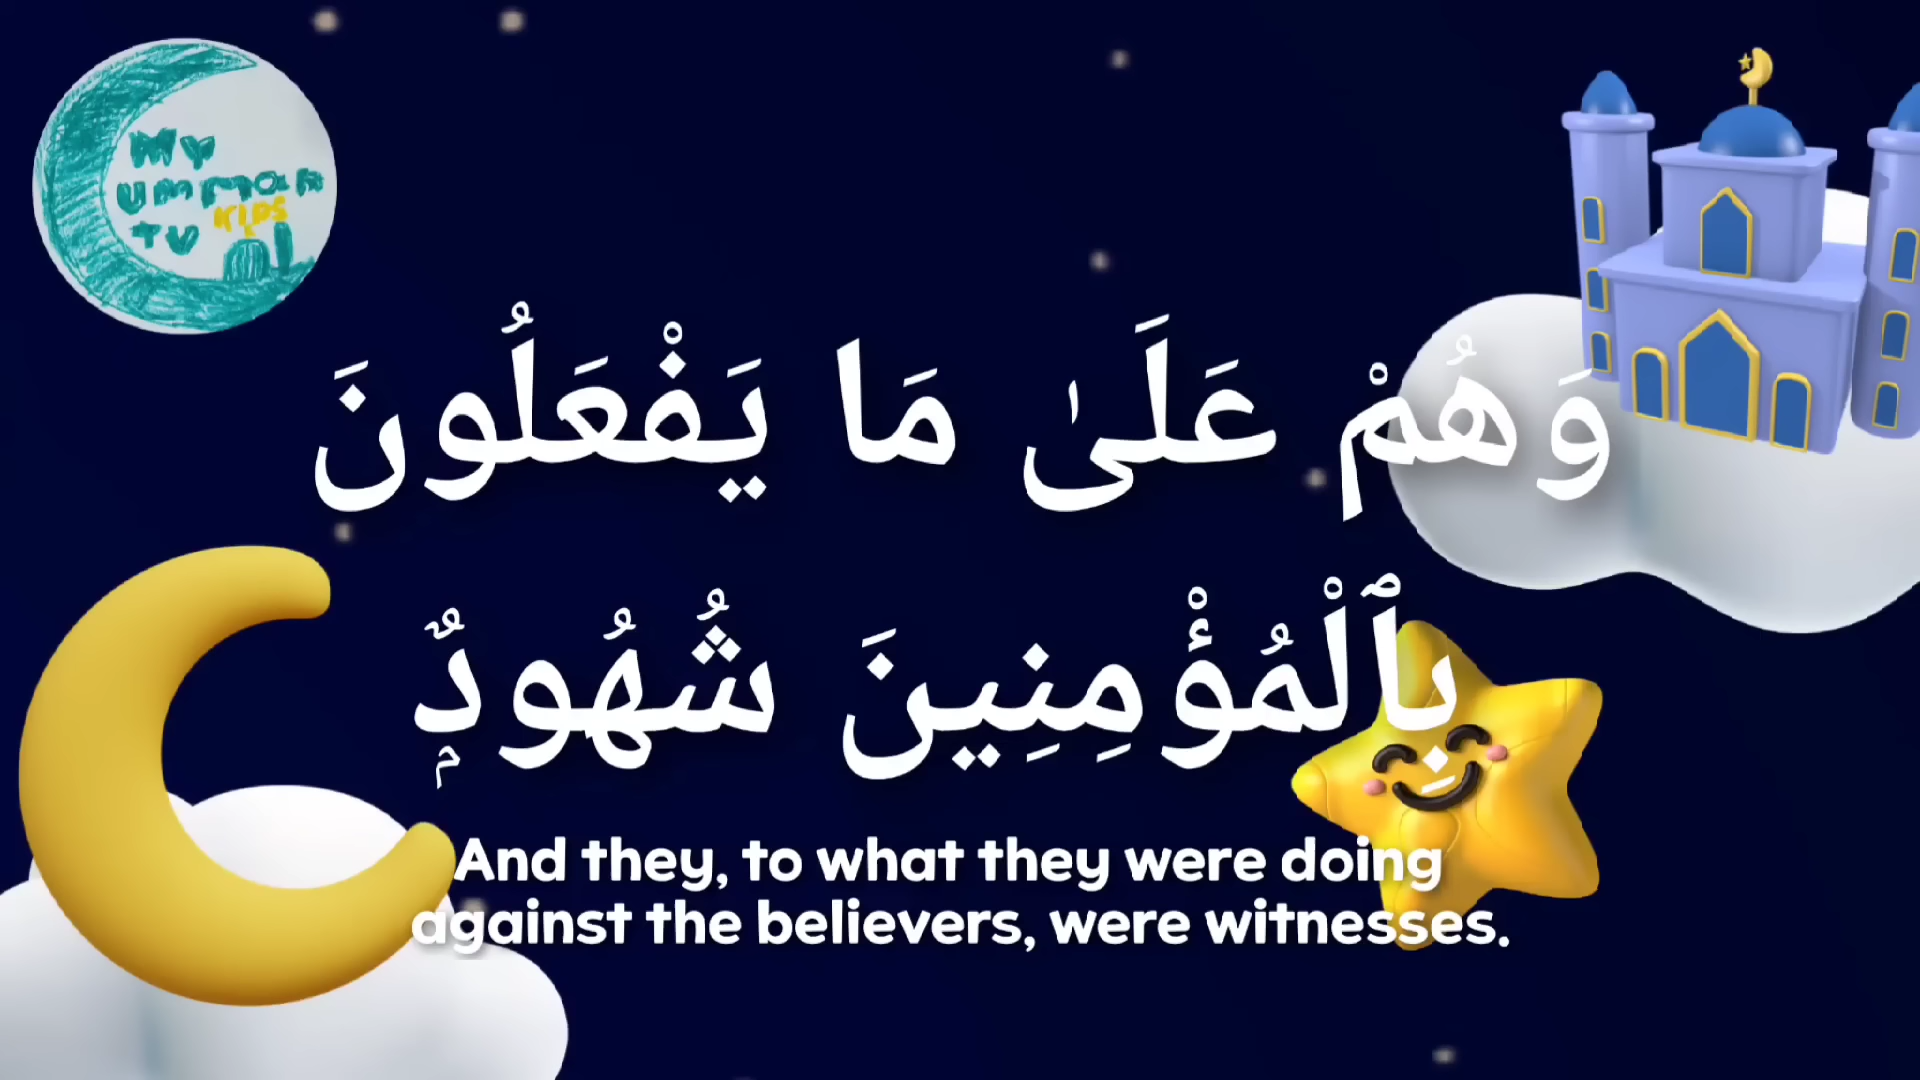 My
ummah
KIDS
TV
وَهُمْ عَلَىٰ مَا يَفْعَلُونَ
بِٱلْمُؤْمِنِينَ شُهُودٌۭ
And they, to what they were doing
against the believers, were witnesses.